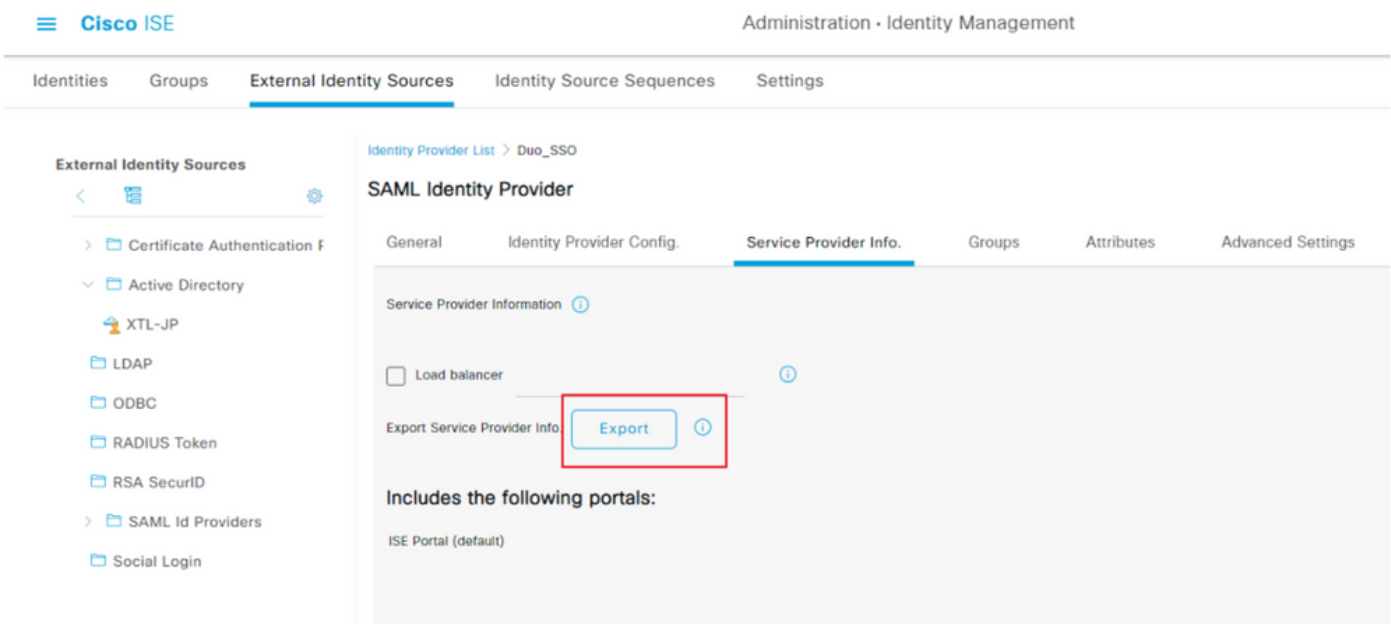 Cisco ISE
Administration · Identity Management
Identities Groups External Identity Sources Identity Source Sequences Settings
External Identity Sources
Certificate Authentication F
Active Directory
XTL-JP
LDAP
ODBC
RADIUS Token
RSA SecurID
SAML Id Providers
Social Login
Identity Provider List > Duo_SSO
SAML Identity Provider
General Identity Provider Config. Service Provider Info. Groups Attributes Advanced Settings
Service Provider Information
Load balancer
Export Service Provider Info. Export
Includes the following portals:
ISE Portal (default)